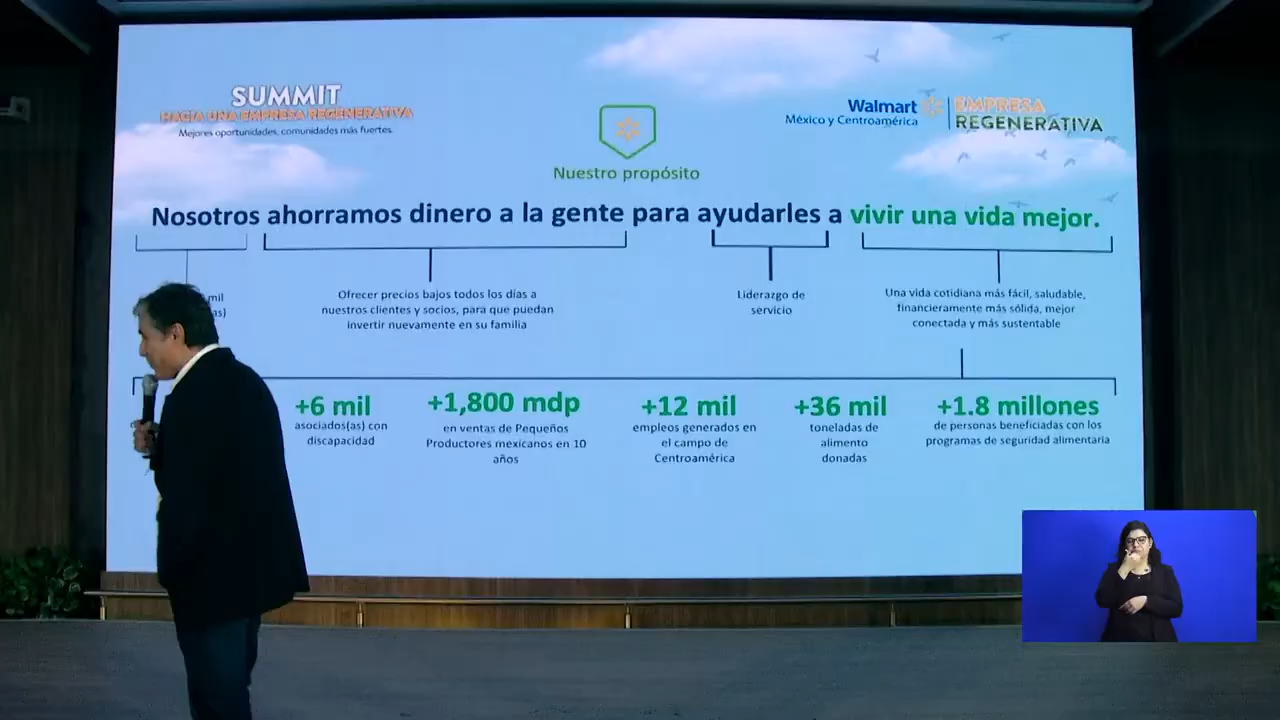 SUMMIT
HACIA UNA EMPRESA REGENERATIVA
Mejores oportunidades, comunidades más fuertes.
Walmart
México y Centroamérica
EMPRESA
REGENERATIVA
Nuestro propósito
Nosotros ahorramos dinero a la gente para ayudarles a vivir una vida mejor.
mil
as)
Ofrecer precios bajos todos los días a
nuestros clientes y socios, para que puedan
invertir nuevamente en su familia
Liderazgo de
servicio
Una vida cotidiana más fácil, saludable,
financieramente más sólida, mejor
conectada y más sustentable
+6 mil
asociados(as) con
discapacidad
+1,800 mdp
en ventas de Pequeños
Productores mexicanos en 10
años
+12 mil
empleos generados en
el campo de
Centroamérica
+36 mil
toneladas de
alimento
donadas
+1.8 millones
de personas beneficiadas con los
programas de seguridad alimentaria